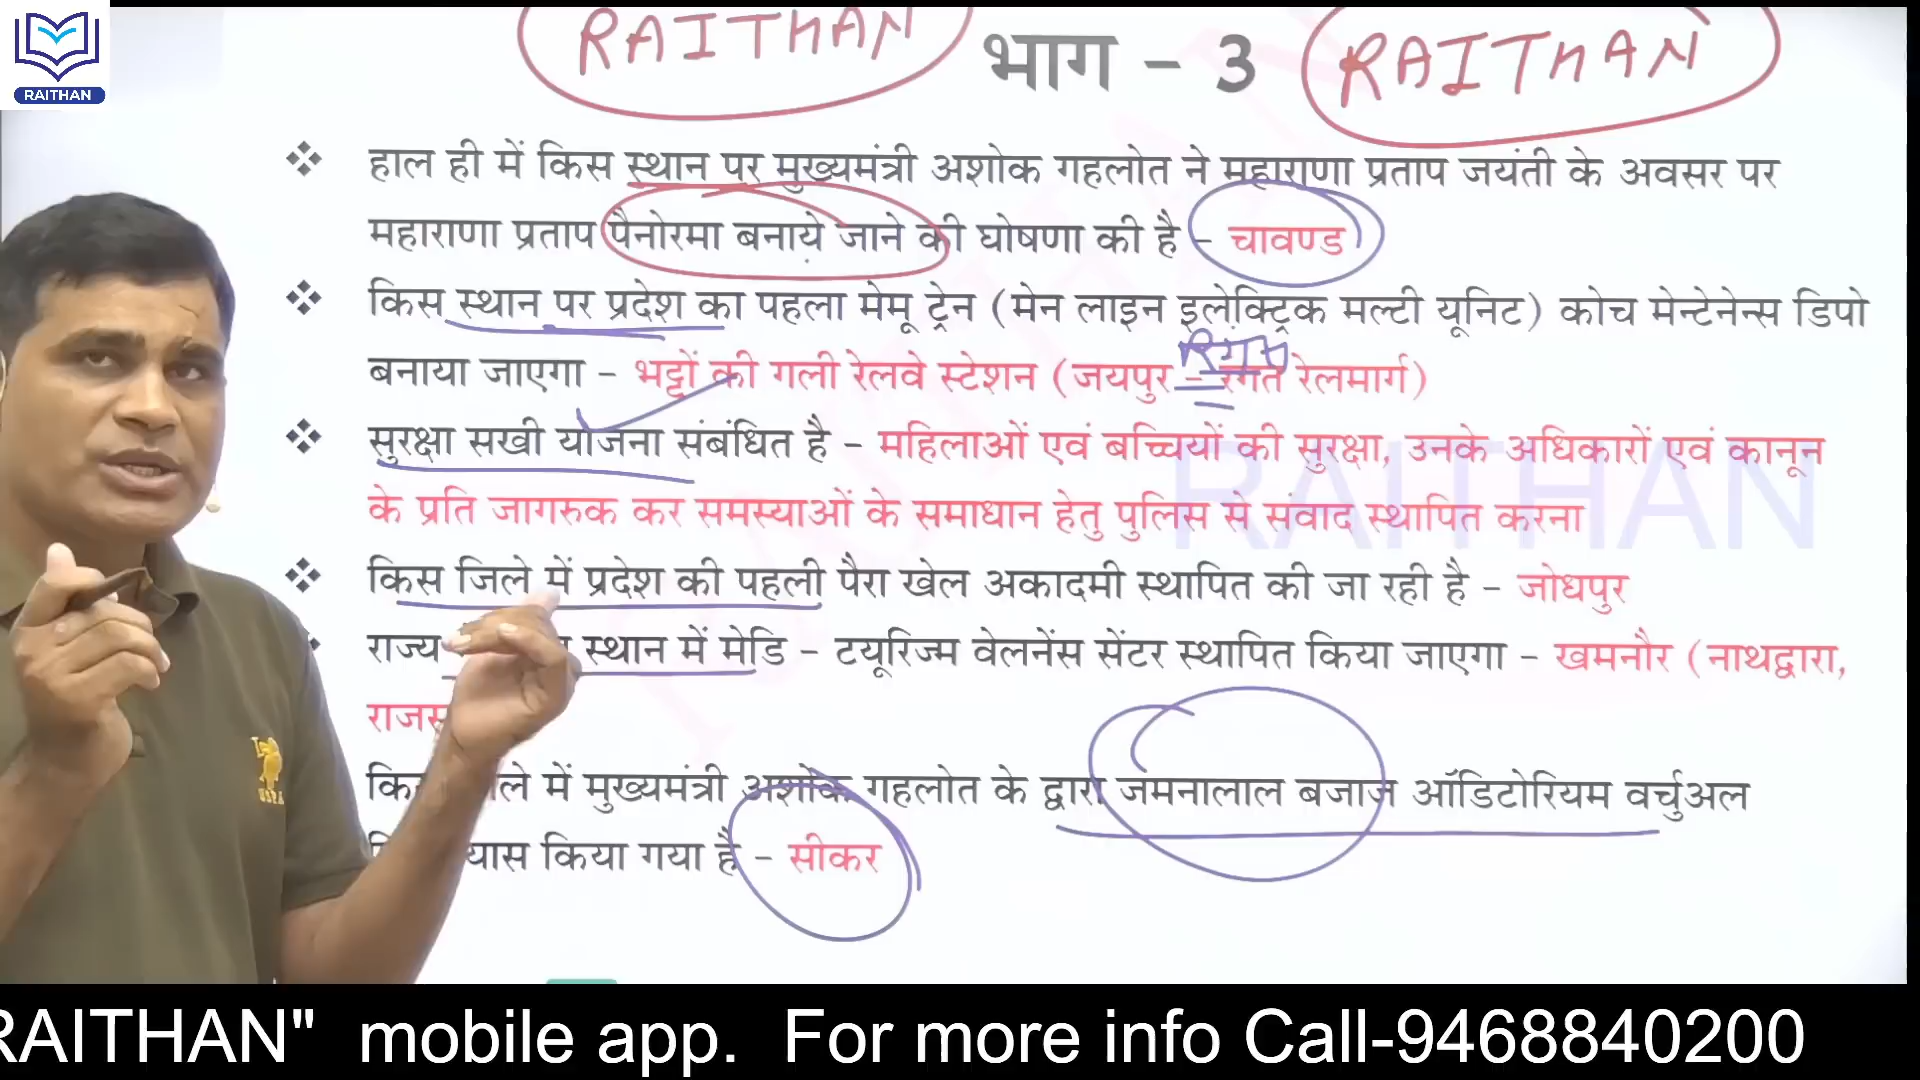 RAITHAN
RAITHAN भाग - 3 RAITHAN
हाल ही में किस स्थान पर मुख्यमंत्री अशोक गहलोत ने महाराणा प्रताप जयंती के अवसर पर
महाराणा प्रताप पैनोरमा बनाये जाने की घोषणा की है - चावण्ड
किस स्थान पर प्रदेश का पहला मेमू ट्रेन (मेन लाइन इलेक्ट्रिक मल्टी यूनिट) कोच मेन्टेनेन्स डिपो
बनाया जाएगा - भट्टों की गली रेलवे स्टेशन (जयपुर - रेलमार्ग)
सुरक्षा सखी योजना संबंधित है - महिलाओं एवं बच्चियों की सुरक्षा, उनके अधिकारों एवं कानून
के प्रति जागरुक कर समस्याओं के समाधान हेतु पुलिस से संवाद स्थापित करना
RAITHAN
किस जिले में प्रदेश की पहली पैरा खेल अकादमी स्थापित की जा रही है - जोधपुर
राज्य स्थान में मेडि - टयूरिज्म वेलनेंस सेंटर स्थापित किया जाएगा - खमनौर (नाथद्वारा,
में मुख्यमंत्री अशोक गहलोत के द्वारा जमनालाल बजाज ऑडिटोरियम वर्चुअल
किया गया है - सीकर
USPA
RAITHAN" mobile app. For more info Call-9468840200